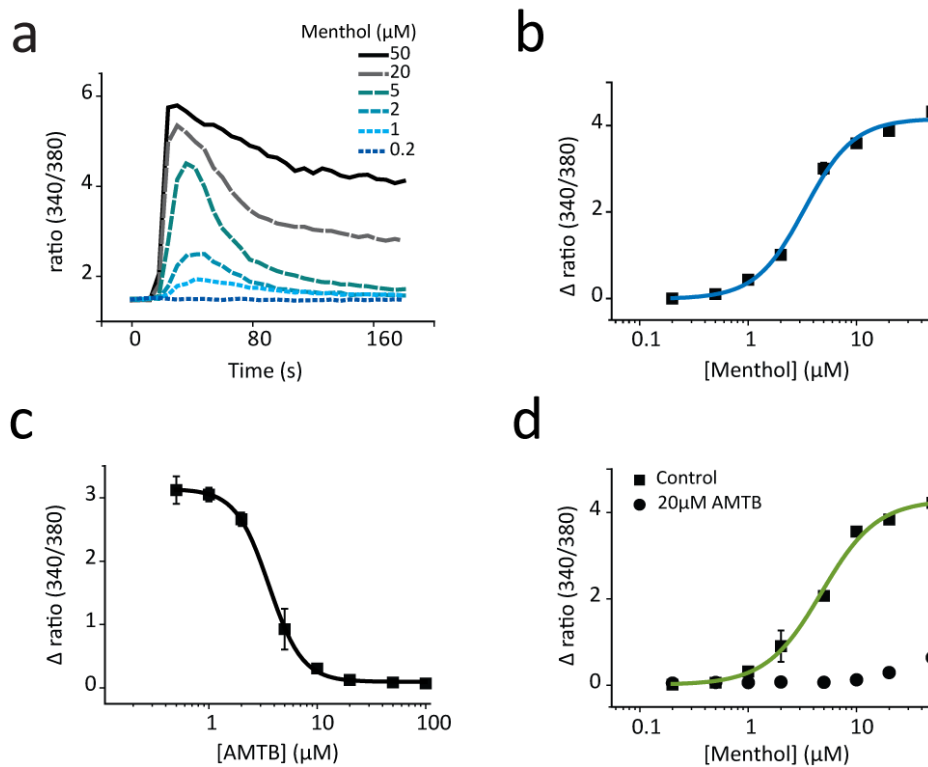 a
Menthol (µM)
50
20
5
2
1
0.2
6
4
2
ratio (340/380)
0
80
160
Time (s)
b
4
2
0
Δ ratio (340/380)
0.1
1
10
[Menthol] (µM)
c
3
2
1
0
Δ ratio (340/380)
1
10
100
[AMTB] (µM)
d
Control
20µM AMTB
4
2
0
Δ ratio (340/380)
0.1
1
10
[Menthol] (µM)